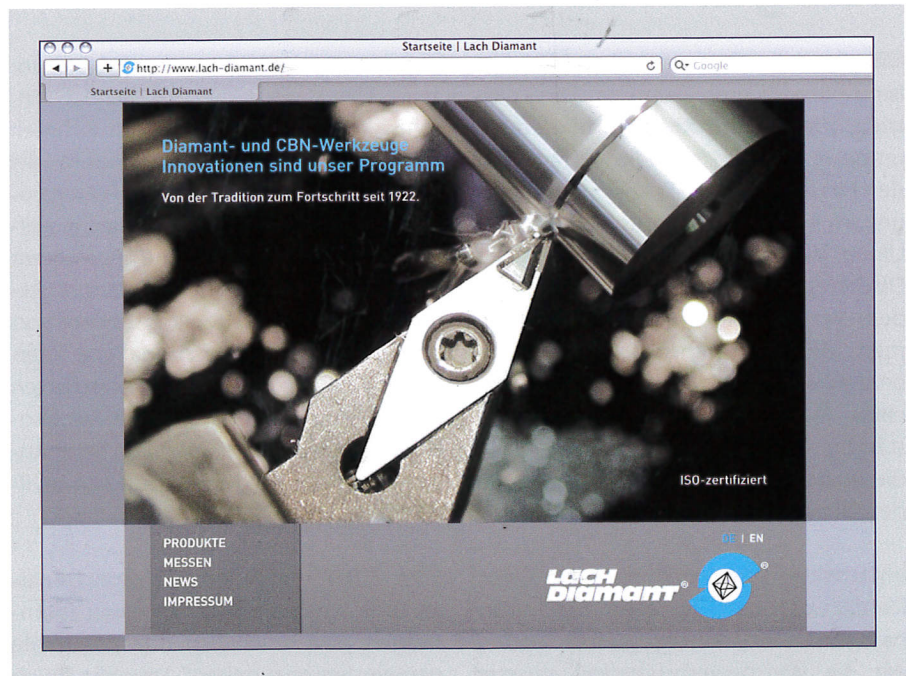 Startseite | Lach Diamant
http://www.lach-diamant.de/
Google
Startseite | Lach Diamant
Diamant- und CBN-Werkzeuge
Innovationen sind unser Programm
Von der Tradition zum Fortschritt seit 1922.
ISO-zertifiziert
PRODUKTE
MESSEN
NEWS
IMPRESSUM
DE | EN
LACH
DIAMANT®
®